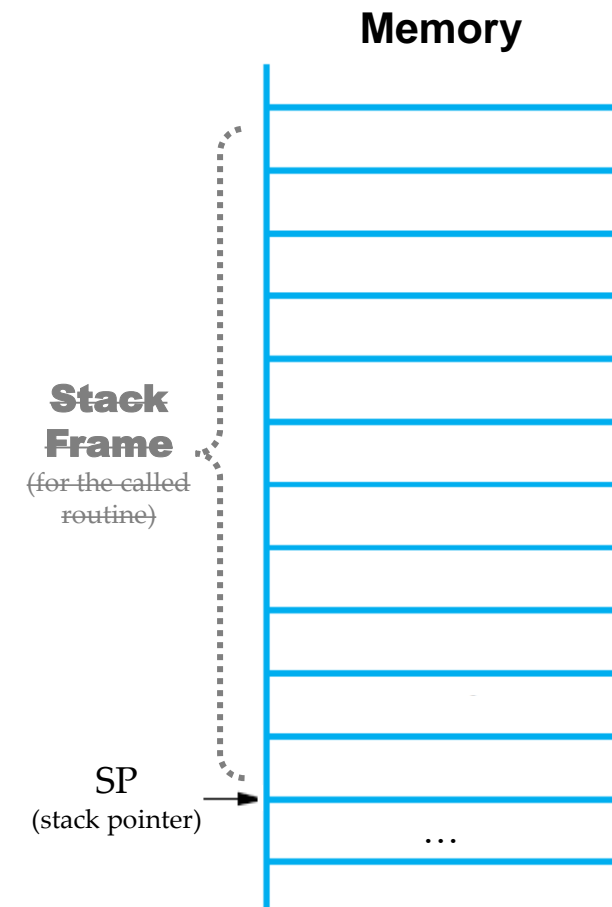 Memory
Stack
Frame
(for the called
routine)
SP
(stack pointer)
...